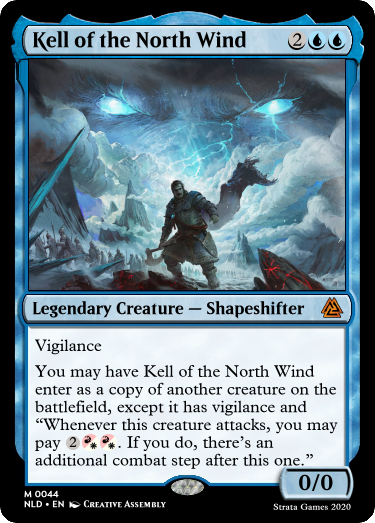 Kell of the North Wind 2
Legendary Creature — Shapeshifter
Vigilance
You may have Kell of the North Wind
enter as a copy of another creature on the
battlefield, except it has vigilance and
“Whenever this creature attacks, you may
pay 2. If you do, there’s an
additional combat step after this one.”
0/0
M 0044
NLD • EN Creative Assembly
Strata Games 2020